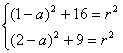 (1-a)² + 16 = r²
(2-a)² + 9 = r²